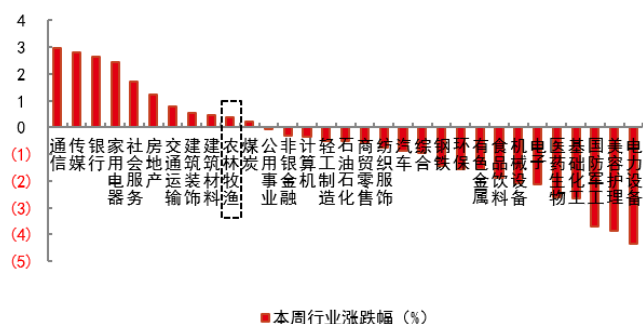 4
3
2
1
0
(1)
(2)
(3)
(4)
(5)
通信
传媒
银行
家用电器
社会服务
房地产
交通运输
建筑装饰
建筑材料
农林牧渔
煤炭
公用事业
非银金融
计算机
轻工制造
石油石化
商贸零售
纺织服饰
汽车
综合
钢铁
环保
有色金属
食品饮料
机械设备
电子
医药生物
基础化工
国防军工
美容护理
电力设备
本周行业涨跌幅（%）